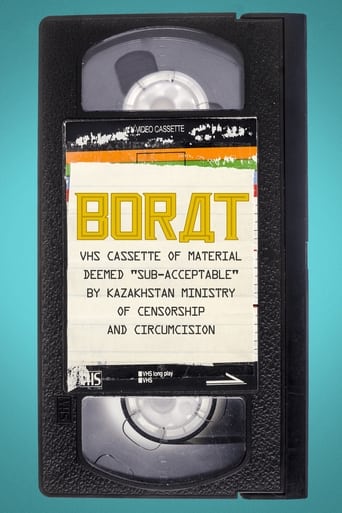 VIDEO CASSETTE
BORДT
VHS CASSETTE OF MATERIAL
DEEMED "SUB-ACCEPTABLE"
BY KAZAKHSTAN MINISTRY
OF CENSORSHIP
AND CIRCUMCISION
VHS long play
VHS